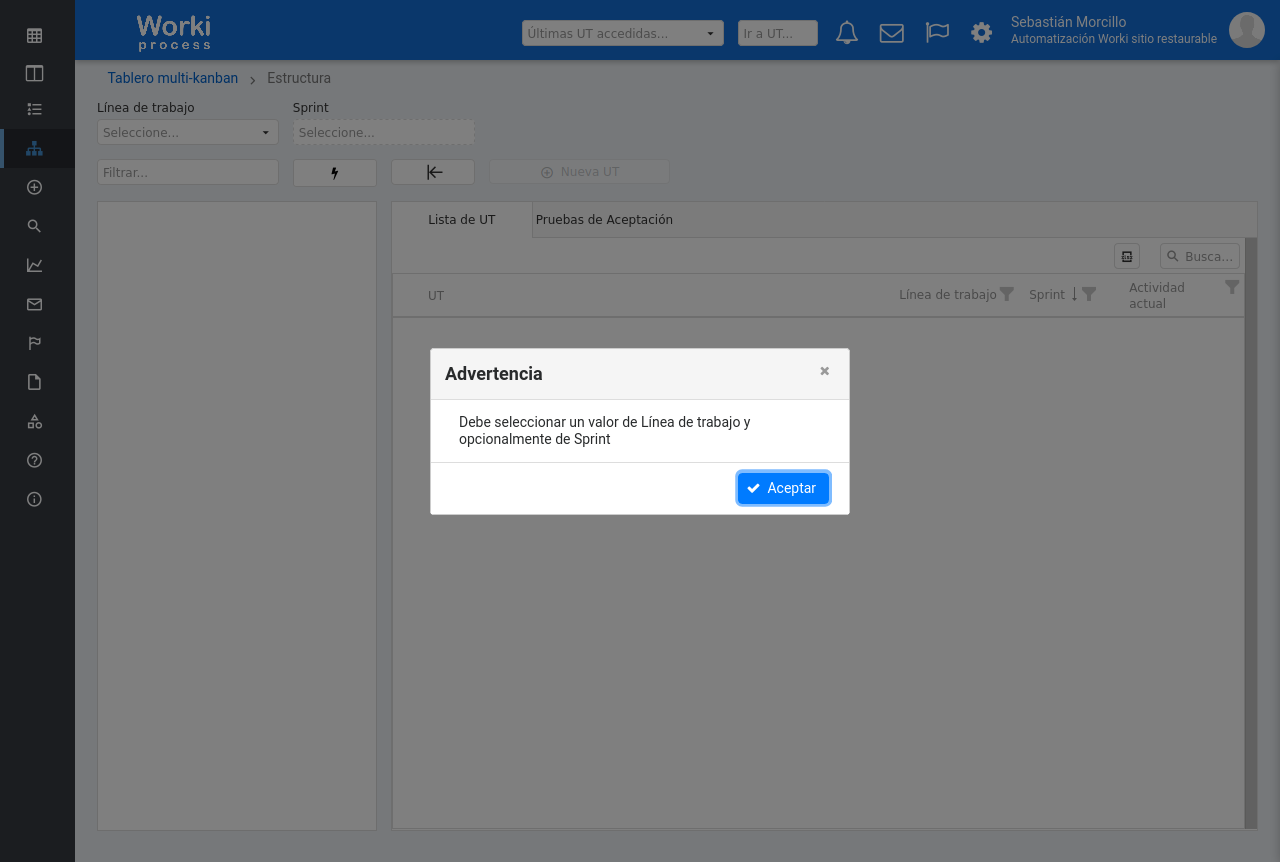 Worki
process
Últimas UT accedidas...
Ir a UT...
Sebastián Morcillo
Automatización Worki sitio restaurable
Tablero multi-kanban
Estructura
Línea de trabajo
Sprint
Seleccione...
Seleccione...
Filtrar...
Nueva UT
Lista de UT
Pruebas de Aceptación
Busca...
UT
Línea de trabajo
Sprint
Actividad
actual
Advertencia
Debe seleccionar un valor de Línea de trabajo y
opcionalmente de Sprint
Aceptar